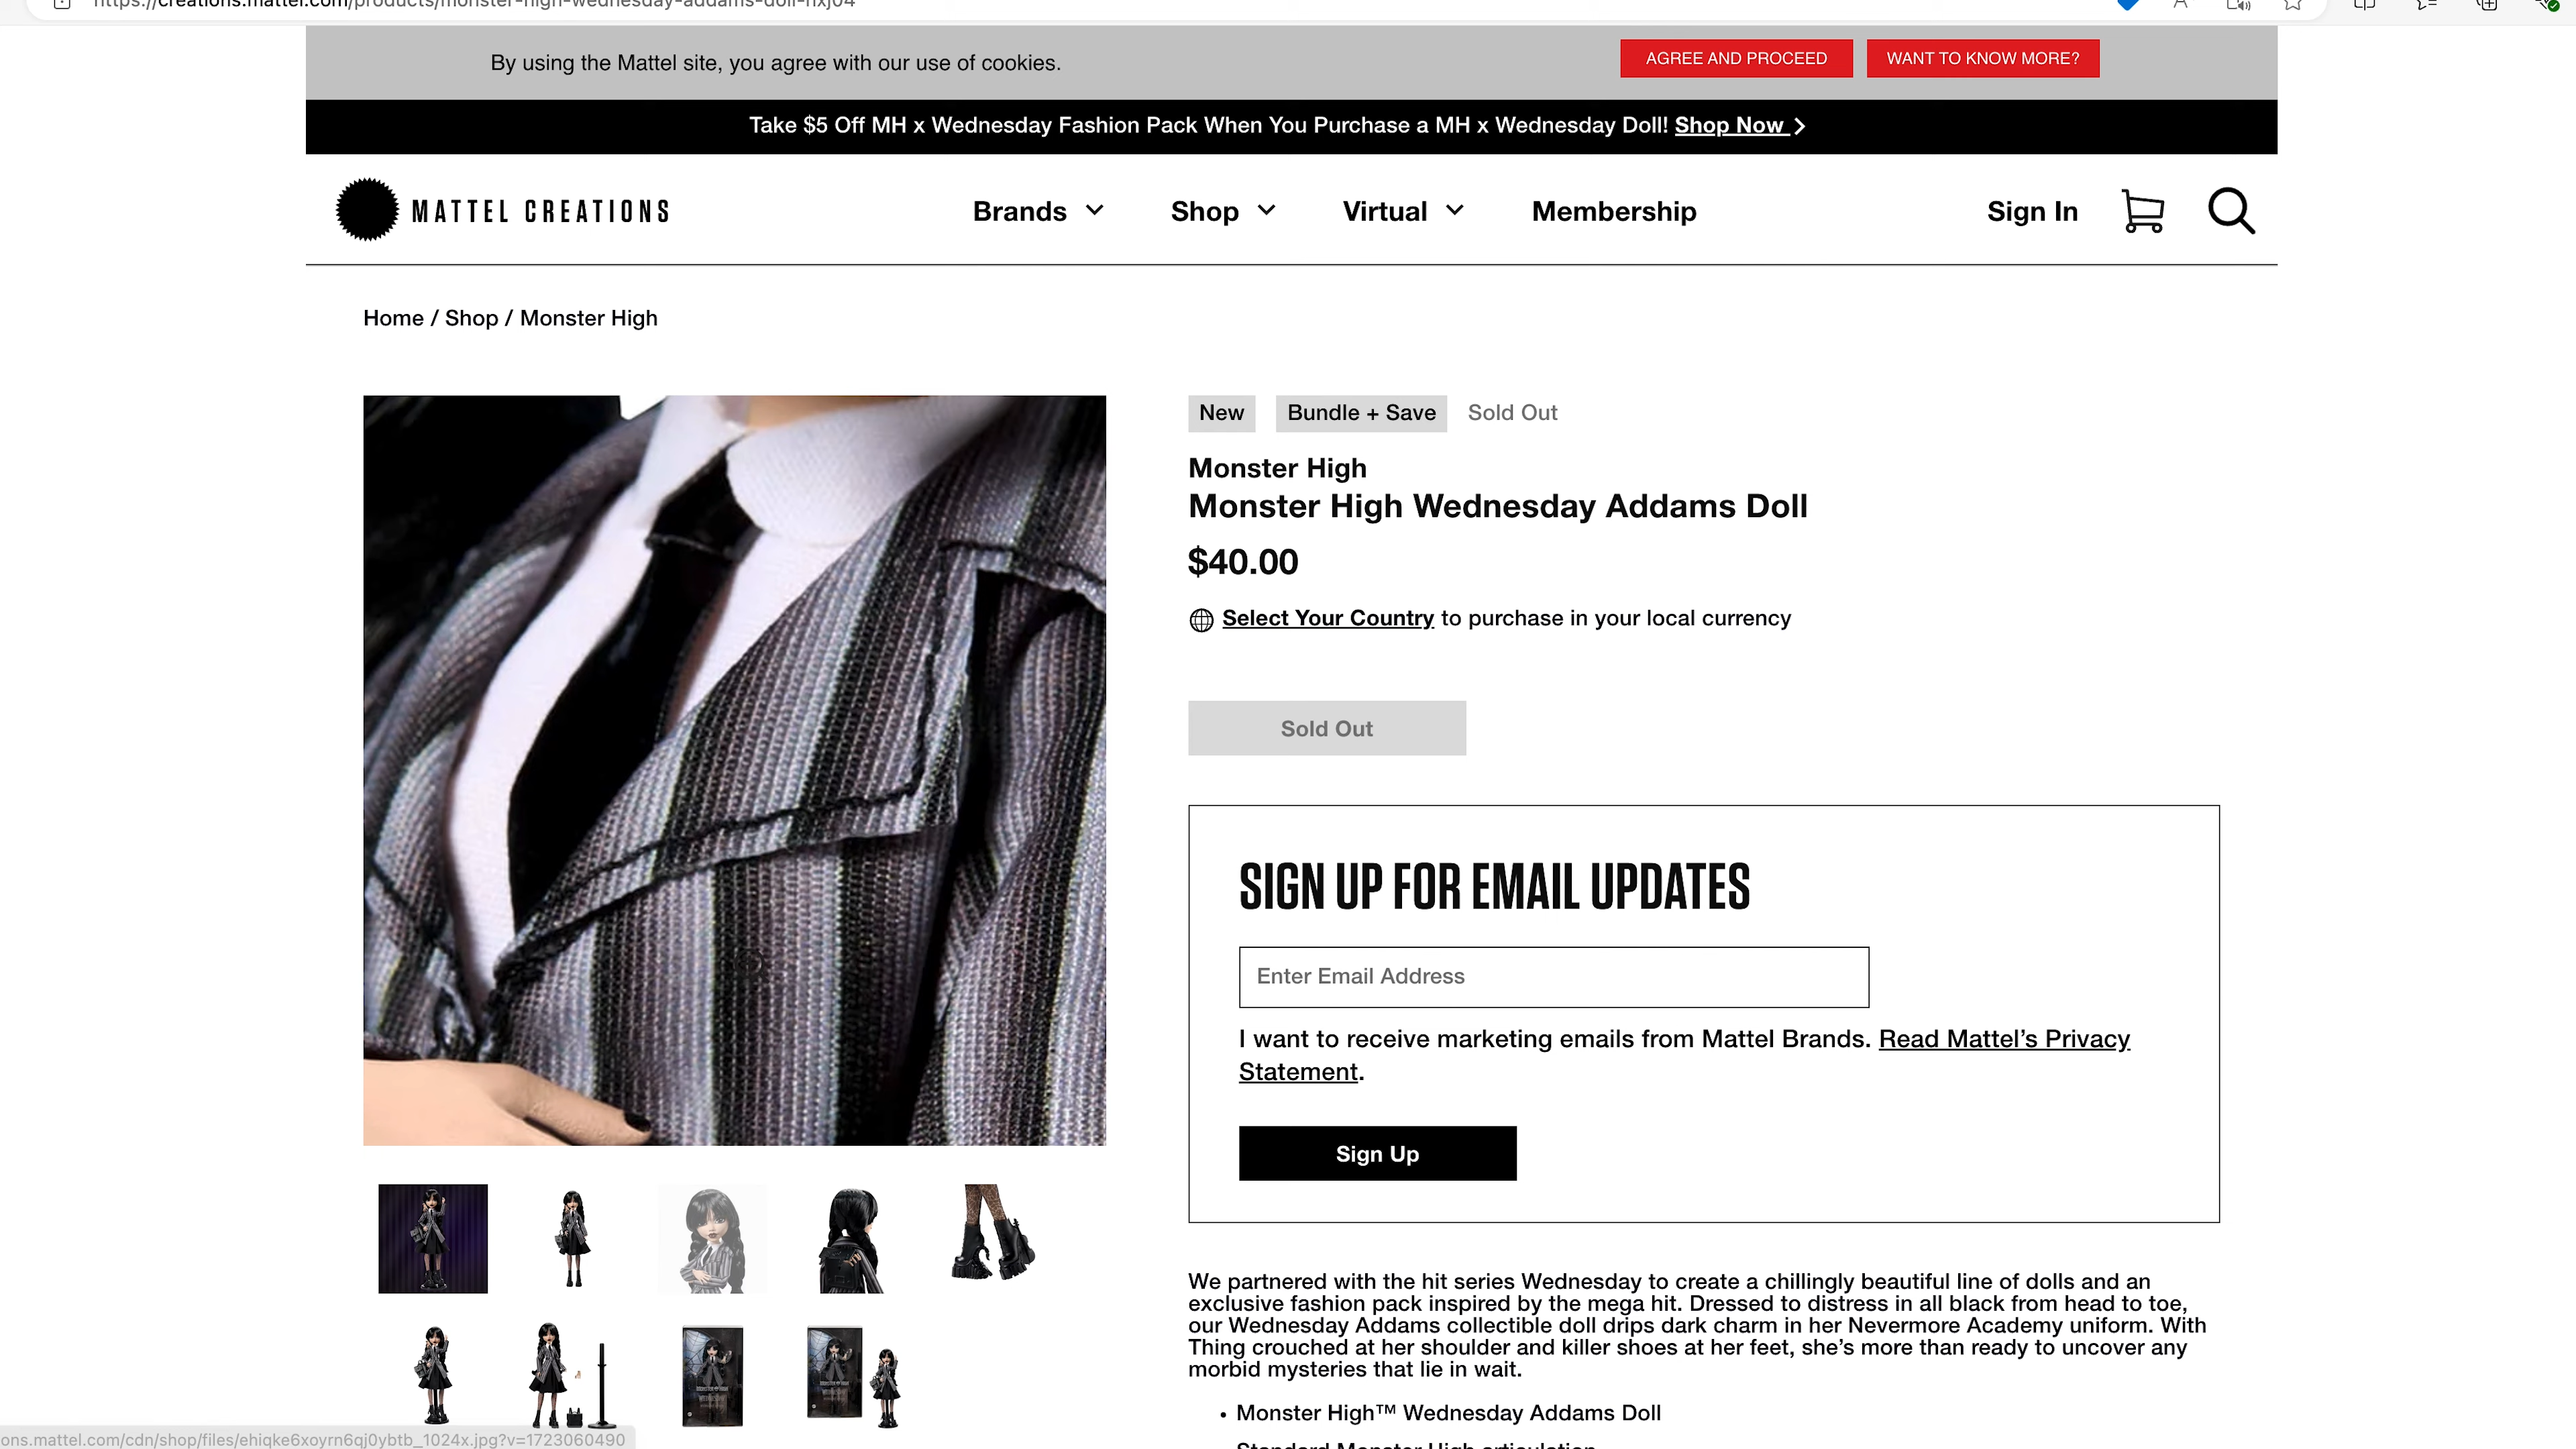 https://creations.mattel.com/products/monster-high-wednesday-addams-doll-hxj04
By using the Mattel site, you agree with our use of cookies.
AGREE AND PROCEED
WANT TO KNOW MORE?
Take $5 Off MH x Wednesday Fashion Pack When You Purchase a MH x Wednesday Doll! Shop Now
MATTEL CREATIONS
Brands
Shop
Virtual
Membership
Sign In
Home / Shop / Monster High
New
Bundle + Save
Sold Out
Monster High
Monster High Wednesday Addams Doll
$40.00
Select Your Country to purchase in your local currency
Sold Out
SIGN UP FOR EMAIL UPDATES
Enter Email Address
I want to receive marketing emails from Mattel Brands. Read Mattel’s Privacy
Statement.
Sign Up
We partnered with the hit series Wednesday to create a chillingly beautiful line of dolls and an
exclusive fashion pack inspired by the mega hit. Dressed to distress in all black from head to toe,
our Wednesday Addams collectible doll drips dark charm in her Nevermore Academy uniform. With
Thing crouched at her shoulder and killer shoes at her feet, she’s more than ready to uncover any
morbid mysteries that lie in wait.
• Monster High™ Wednesday Addams Doll
Standard Monster High articulation
ons.mattel.com/cdn/shop/files/ehiqke6xoyrn6qj0ybtb_1024x.jpg?v=1723060490